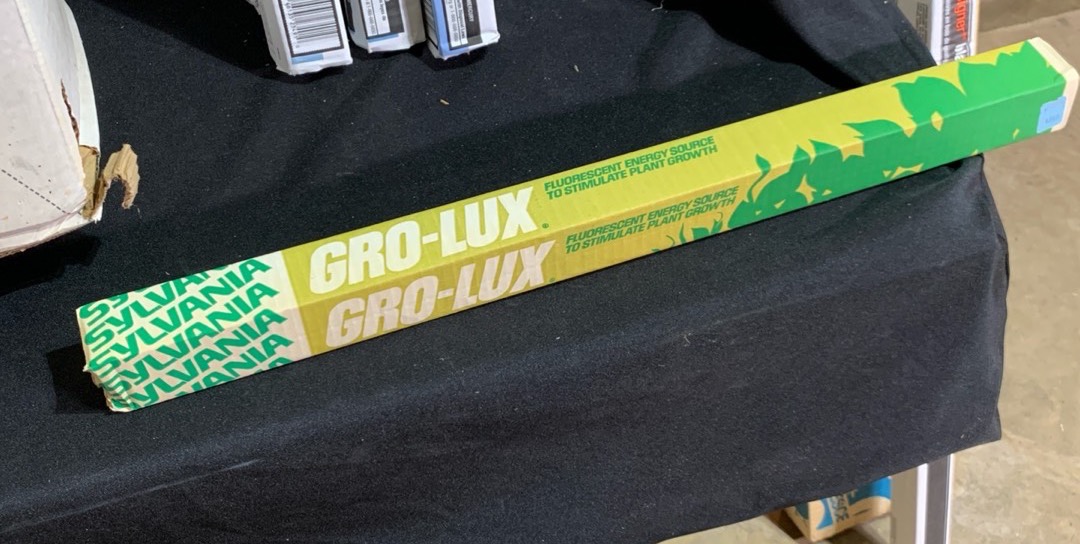 SYLVANIA
SYLVANIA
SYLVANIA
SYLVANIA
GRO-LUX
FLUORESCENT ENERGY SOURCE
TO STIMULATE PLANT GROWTH
GRO-LUX
FLUORESCENT ENERGY SOURCE
TO STIMULATE PLANT GROWTH